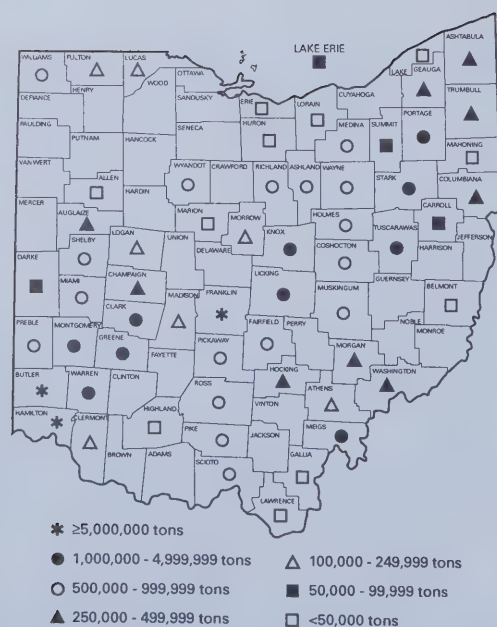 LAKE ERIE
ASHTABULA
WILLIAMS
FULTON
LUCAS
OTTAWA
LAKE
GEAUGA
HENRY
WOOD
CUYAHOGA
TRUMBULL
DEFIANCE
SANDUSKY
ERIE
LORAIN
PORTAGE
PAULDING
HURON
MEDINA
SUMMIT
SENECA
MAHONING
PUTNAM
HANCOCK
VAN WERT
WYANDOT
CRAWFORD
RICHLAND
ASHLAND
WAYNE
STARK
COLUMBIANA
ALLEN
HARDIN
MERCER
MARION
MORROW
HOLMES
CARROLL
AUGLAIZE
LOGAN
UNION
KNOX
TUSCARAWAS
JEFFERSON
SHELBY
DELAWARE
COSHOCTON
HARRISON
DARKE
CHAMPAIGN
LICKING
GUERNSEY
MIAMI
MADISON
FRANKLIN
MUSKINGUM
BELMONT
CLARK
PREBLE
MONTGOMERY
FAIRFIELD
PERRY
NOBLE
GREENE
PICKAWAY
MONROE
FAYETTE
MORGAN
BUTLER
WARREN
CLINTON
HOCKING
WASHINGTON
ROSS
ATHENS
HAMILTON
CLERMONT
HIGHLAND
VINTON
PIKE
MEIGS
BROWN
ADAMS
JACKSON
SCIOTO
GALLIA
LAWRENCE
≥5,000,000 tons
1,000,000 - 4,999,999 tons
100,000 - 249,999 tons
500,000 - 999,999 tons
50,000 - 99,999 tons
250,000 - 499,999 tons
<50,000 tons